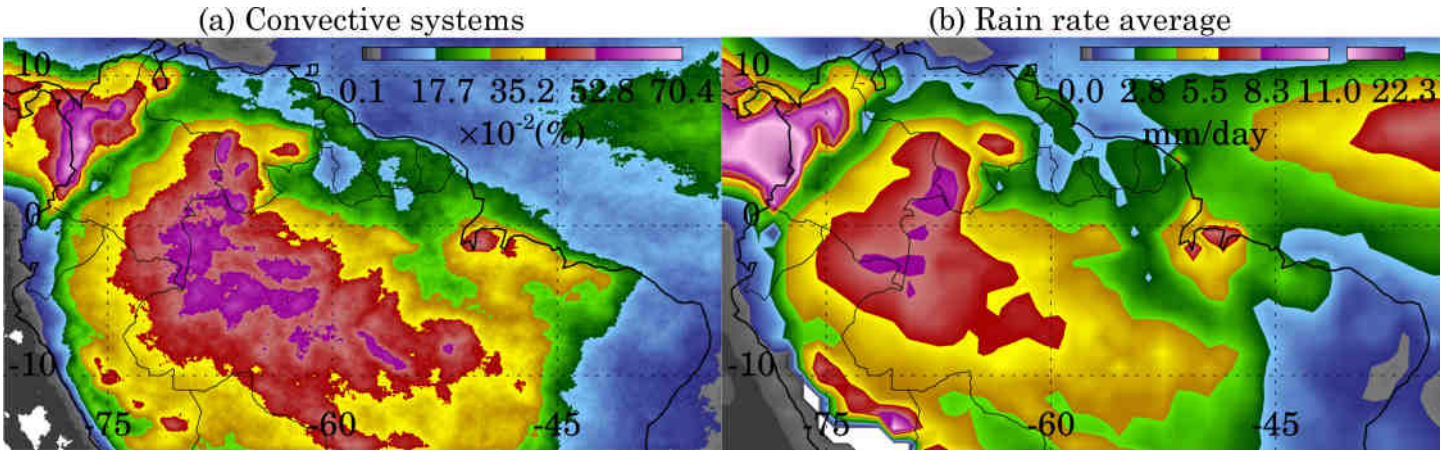 (a) Convective systems
(b) Rain rate average
10
0.1 17.7 35.2 52.8 70.4
×10-2(%)
0
-10
-75 -60 -45
10
0.0 2.8 5.5 8.3 11.0 22.3
mm/day
0
-10
-75 -60 -45